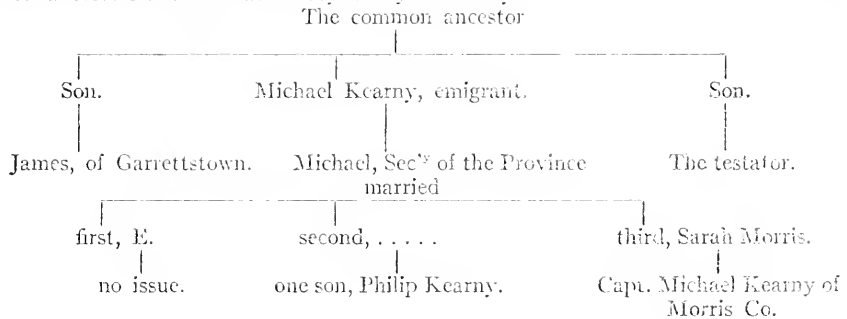 The common ancestor
Son. Michael Kearny, emigrant. Son.
James, of Garrettstown. Michael, Sec'y of the Province The testator.
married
first, E. second, ..... third, Sarah Morris.
no issue. one son, Philip Kearny. Capt. Michael Kearny of
Morris Co.